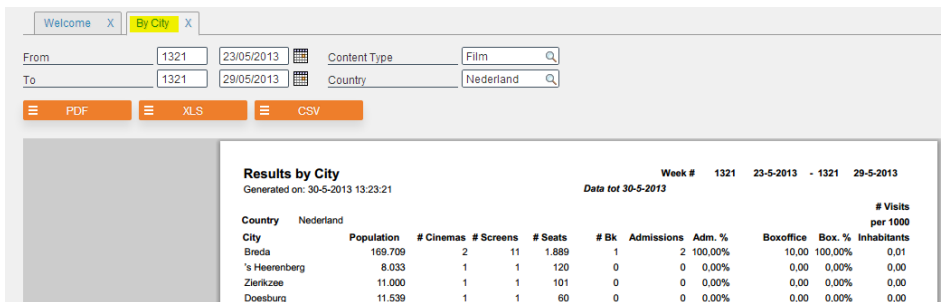 Welcome X By City X
From 1321 23/05/2013 Content Type Film
To 1321 29/05/2013 Country Nederland
PDF XLS CSV
Results by City Week # 1321 23-5-2013 - 1321 29-5-2013
Generated on: 30-5-2013 13:23:21 Data tot 30-5-2013
# Visits
Country Nederland per 1000
City Population # Cinemas # Screens # Seats # Bk Admissions Adm. % Boxoffice Box. % Inhabitants
Breda 169.709 2 11 1.889 1 2 100,00% 10,00 100,00% 0,01
's Heerenberg 8.033 1 1 120 0 0 0,00% 0,00 0,00% 0,00
Zierikzee 11.000 1 1 101 0 0 0,00% 0,00 0,00% 0,00
Doesburg 11.539 1 1 60 0 0 0,00% 0,00 0,00% 0,00